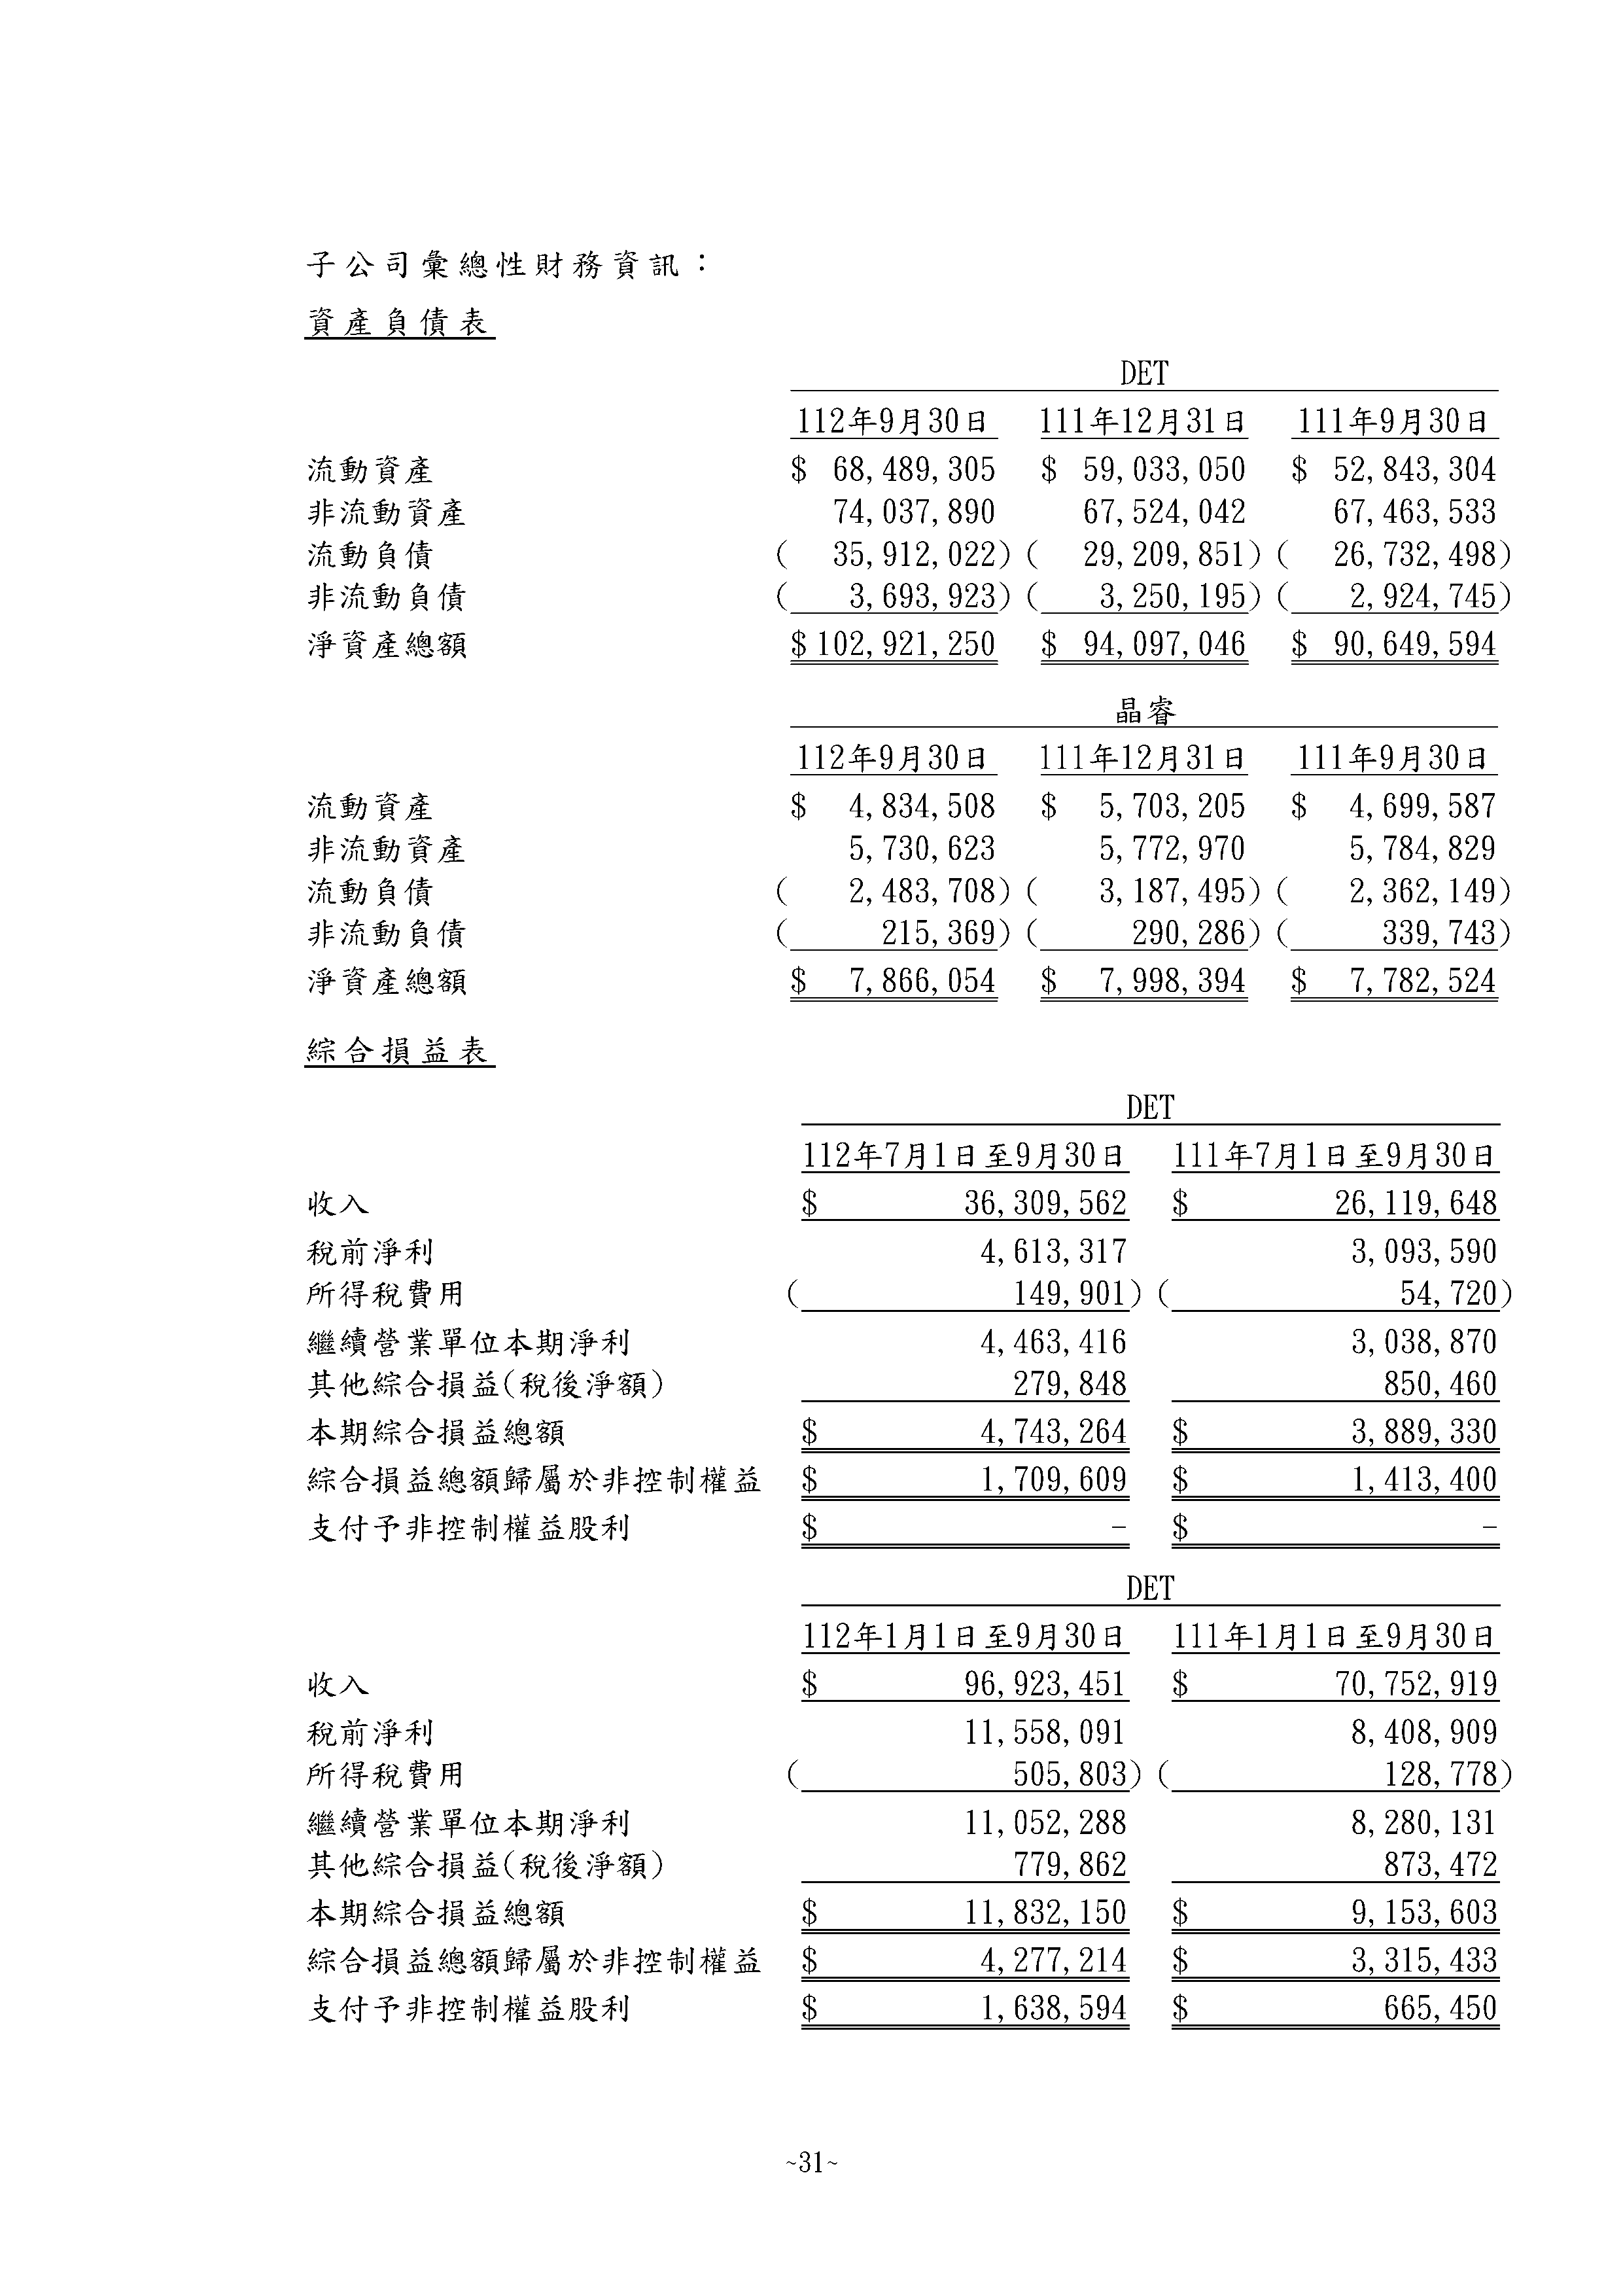 子公司彙總性財務資訊：
資產負債表
DET
112年9月30日 111年12月31日 111年9月30日
流動資產 $ 68,489,305 $ 59,033,050 $ 52,843,304
非流動資產 74,037,890 67,524,042 67,463,533
流動負債 ( 35,912,022) ( 29,209,851) ( 26,732,498)
非流動負債 ( 3,693,923) ( 3,250,195) ( 2,924,745)
淨資產總額 $ 102,921,250 $ 94,097,046 $ 90,649,594
晶睿
112年9月30日 111年12月31日 111年9月30日
流動資產 $ 4,834,508 $ 5,703,205 $ 4,699,587
非流動資產 5,730,623 5,772,970 5,784,829
流動負債 ( 2,483,708) ( 3,187,495) ( 2,362,149)
非流動負債 ( 215,369) ( 290,286) ( 339,743)
淨資產總額 $ 7,866,054 $ 7,998,394 $ 7,782,524
綜合損益表
DET
112年7月1日至9月30日 111年7月1日至9月30日
收入 $ 36,309,562 $ 26,119,648
稅前淨利 4,613,317 3,093,590
所得稅費用 ( 149,901) ( 54,720)
繼續營業單位本期淨利 4,463,416 3,038,870
其他綜合損益(稅後淨額) 279,848 850,460
本期綜合損益總額 $ 4,743,264 $ 3,889,330
綜合損益總額歸屬於非控制權益 $ 1,709,609 $ 1,413,400
支付予非控制權益股利 $ - $ -
DET
112年1月1日至9月30日 111年1月1日至9月30日
收入 $ 96,923,451 $ 70,752,919
稅前淨利 11,558,091 8,408,909
所得稅費用 ( 505,803) ( 128,778)
繼續營業單位本期淨利 11,052,288 8,280,131
其他綜合損益(稅後淨額) 779,862 873,472
本期綜合損益總額 $ 11,832,150 $ 9,153,603
綜合損益總額歸屬於非控制權益 $ 4,277,214 $ 3,315,433
支付予非控制權益股利 $ 1,638,594 $ 665,450
~31~